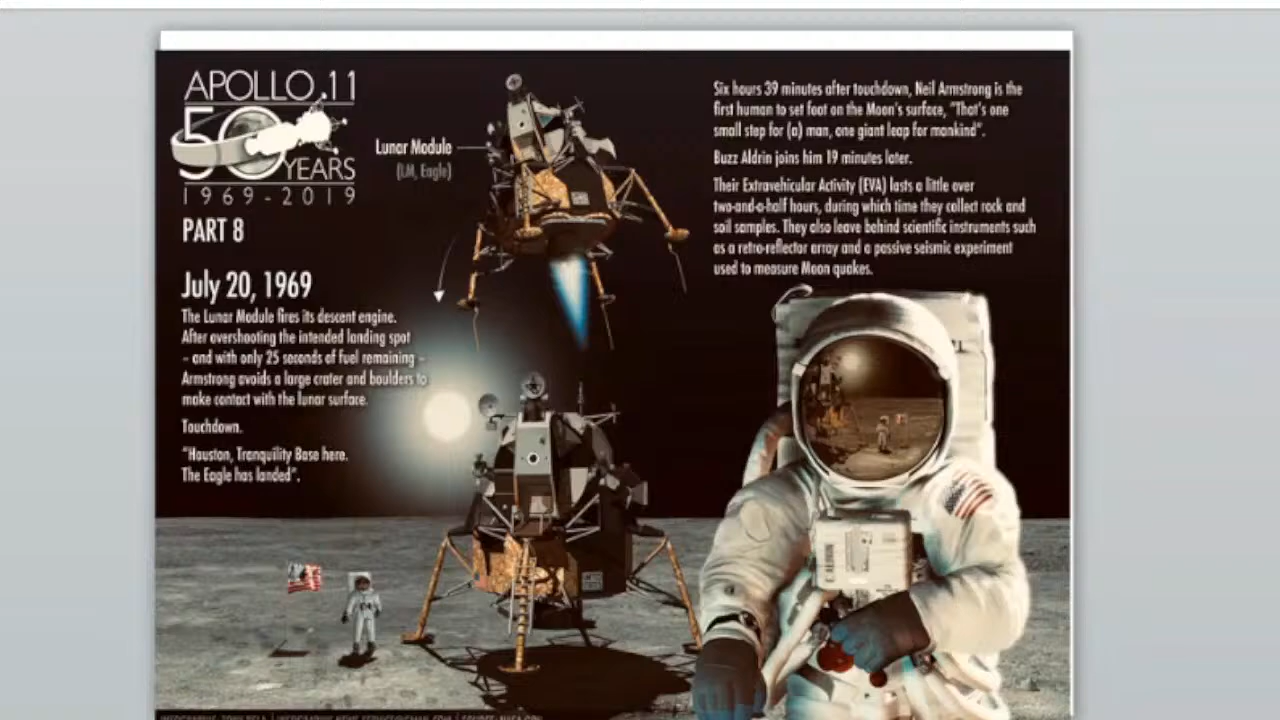 APOLLO 11
50
YEARS
1969-2019
PART 8
July 20, 1969
The Lunar Module fires its descent engine.
After overshooting the intended landing spot
– and with only 25 seconds of fuel remaining –
Armstrong avoids a large crater and boulders to
make contact with the lunar surface.
Touchdown.
"Houston, Tranquility Base here.
The Eagle has landed".
Lunar Module
(LM, Eagle)
Six hours 39 minutes after touchdown, Neil Armstrong is the
first human to set foot on the Moon's surface, "That's one
small step for (a) man, one giant leap for mankind".
Buzz Aldrin joins him 19 minutes later.
Their Extravehicular Activity (EVA) lasts a little over
two-and-a-half hours, during which time they collect rock and
soil samples. They also leave behind scientific instruments such
as a retro-reflector array and a passive seismic experiment
used to measure Moon quakes.